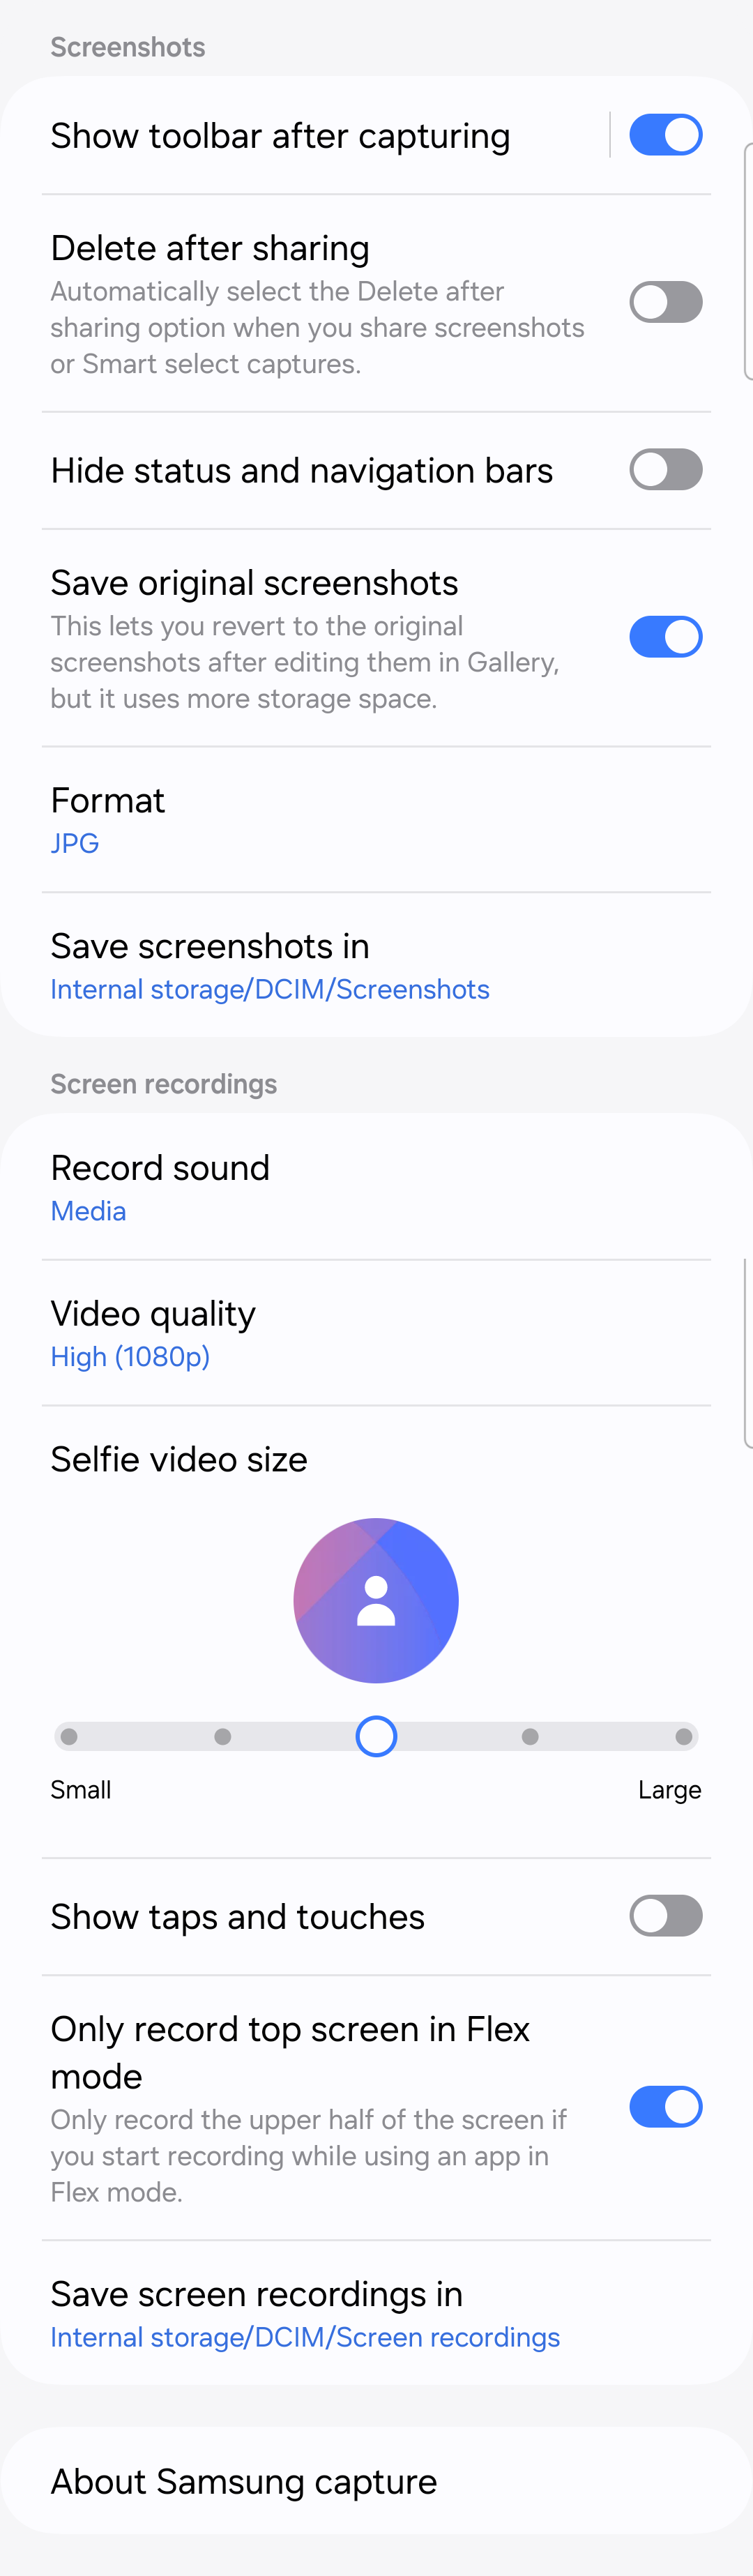 Screenshots
Show toolbar after capturing
Delete after sharing
Automatically select the Delete after
sharing option when you share screenshots
or Smart select captures.
Hide status and navigation bars
Save original screenshots
This lets you revert to the original
screenshots after editing them in Gallery,
but it uses more storage space.
Format
JPG
Save screenshots in
Internal storage/DCIM/Screenshots
Screen recordings
Record sound
Media
Video quality
High (1080p)
Selfie video size
Small
Large
Show taps and touches
Only record top screen in Flex
mode
Only record the upper half of the screen if
you start recording while using an app in
Flex mode.
Save screen recordings in
Internal storage/DCIM/Screen recordings
About Samsung capture